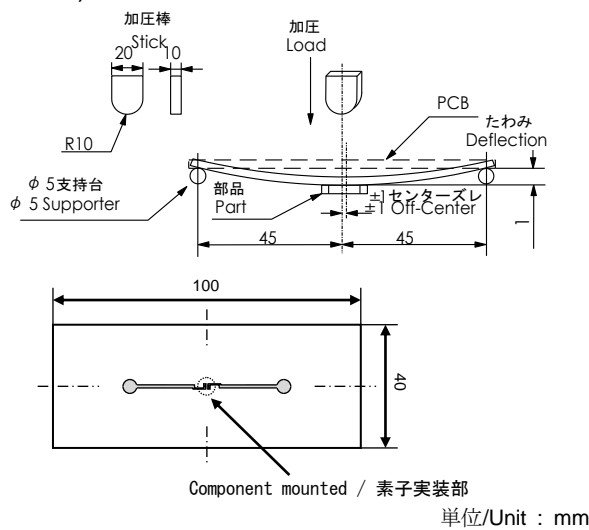 加圧棒
Stick
20
10
R10
加圧
Load
PCB
たわみ
Deflection
φ5支持台
φ5 Supporter
部品
Part
±1センターズレ
±1 Off-Center
45
45
1
100
40
Component mounted / 素子実装部
単位/Unit : mm